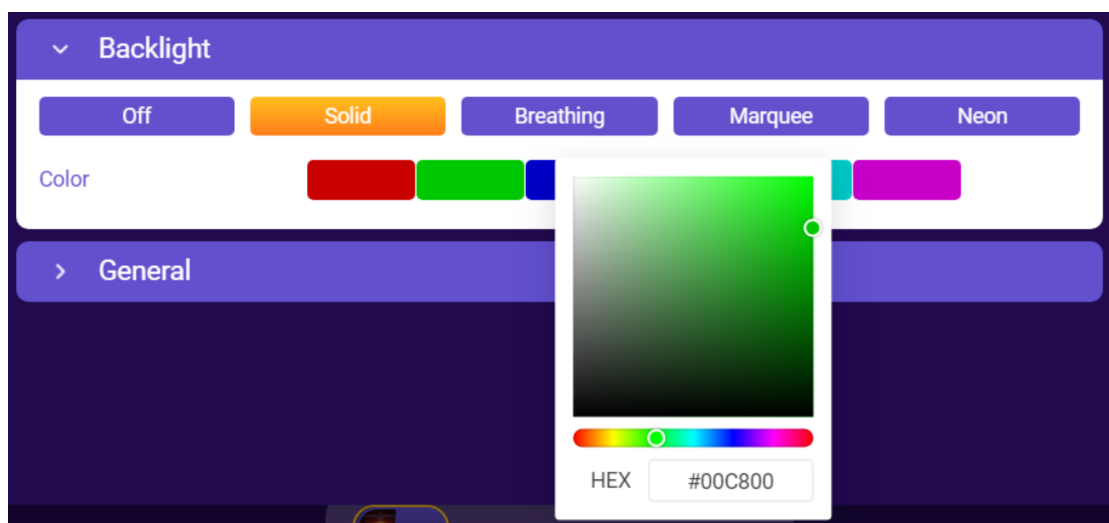 Backlight
Off Solid Breathing Marquee Neon
Color
General
HEX #00C800